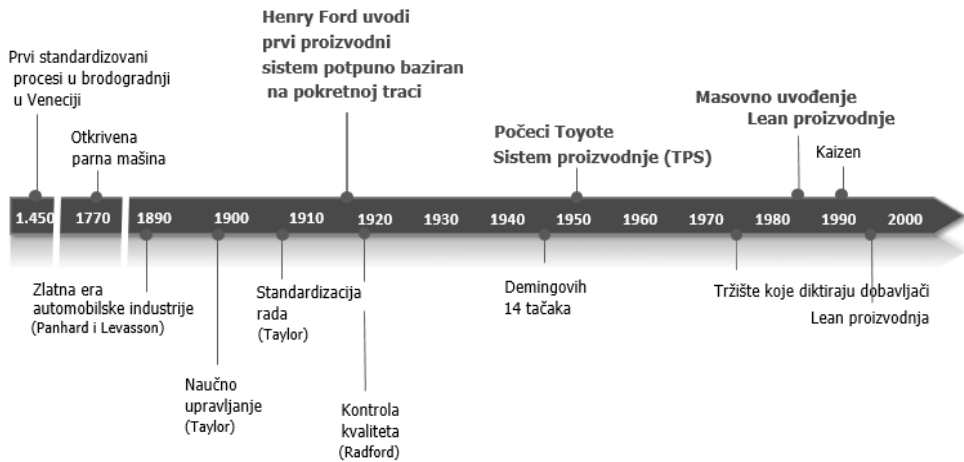 Henry Ford uvodi
prvi proizvodni
sistem potpuno baziran
na pokretnoj traci
Prvi standardizovani
procesi u brodogradnji
u Veneciji
Otkrivena
parna mašina
Počeci Toyote
Sistem proizvodnje (TPS)
Masovno uvođenje
Lean proizvodnje
Kaizen
1.450 1770 1890 1900 1910 1920 1930 1940 1950 1960 1970 1980 1990 2000
Zlatna era
automobilske industrije
(Panhard i Levasson)
Naučno
upravljanje
(Taylor)
Standardizacija
rada
(Taylor)
Kontrola
kvaliteta
(Radford)
Demingovih
14 tačaka
Tržište koje diktiraju dobavljači
Lean proizvodnja